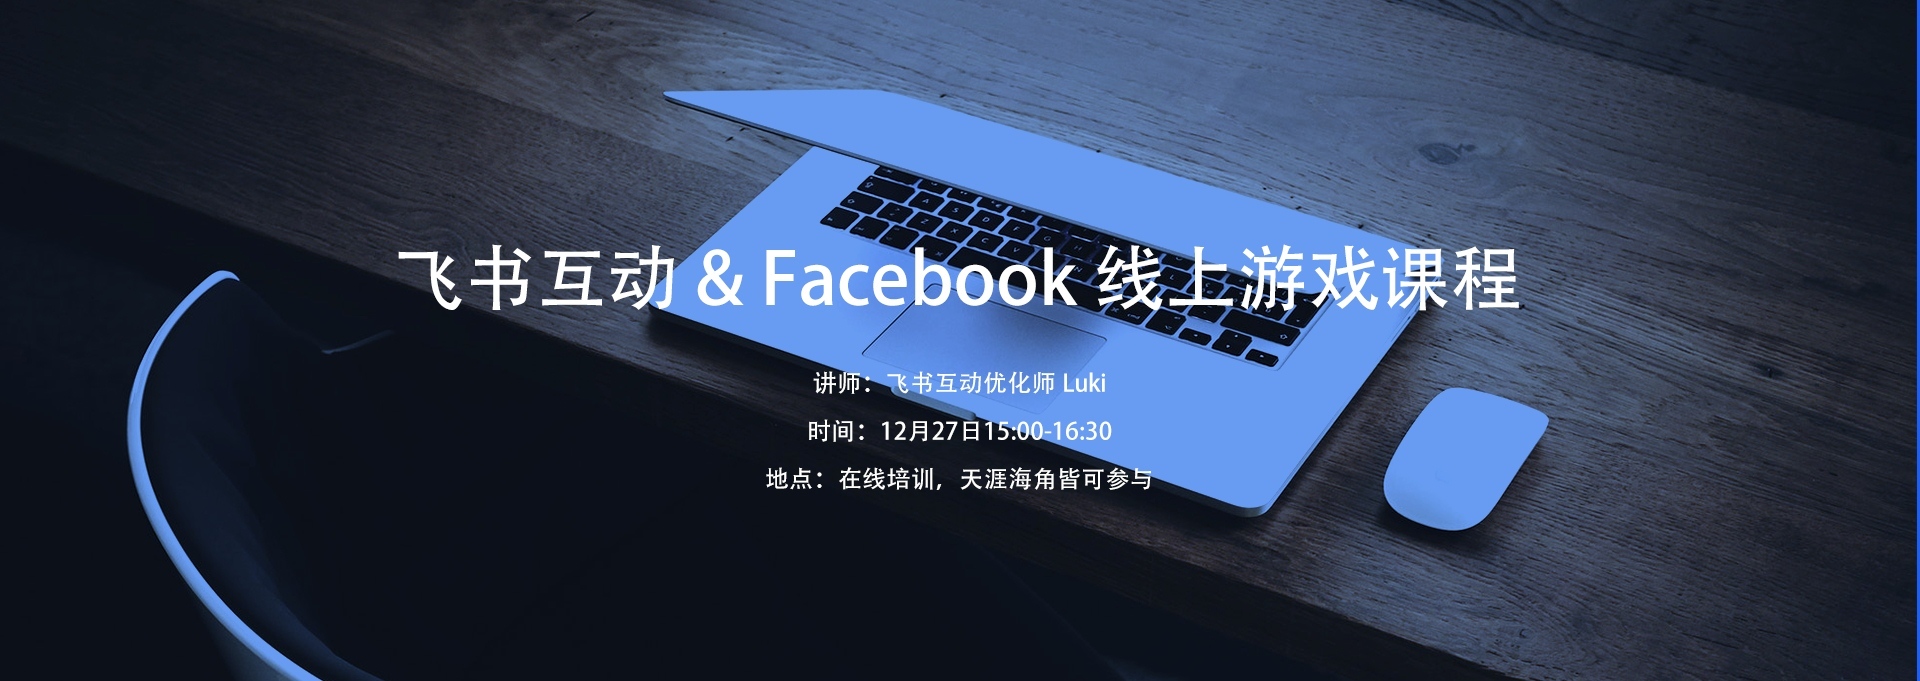 飞书互动 & Facebook 线上游戏课程
讲师：飞书互动优化师 Luki
时间：12月27日15:00-16:30
地点：在线培训，天涯海角皆可参与